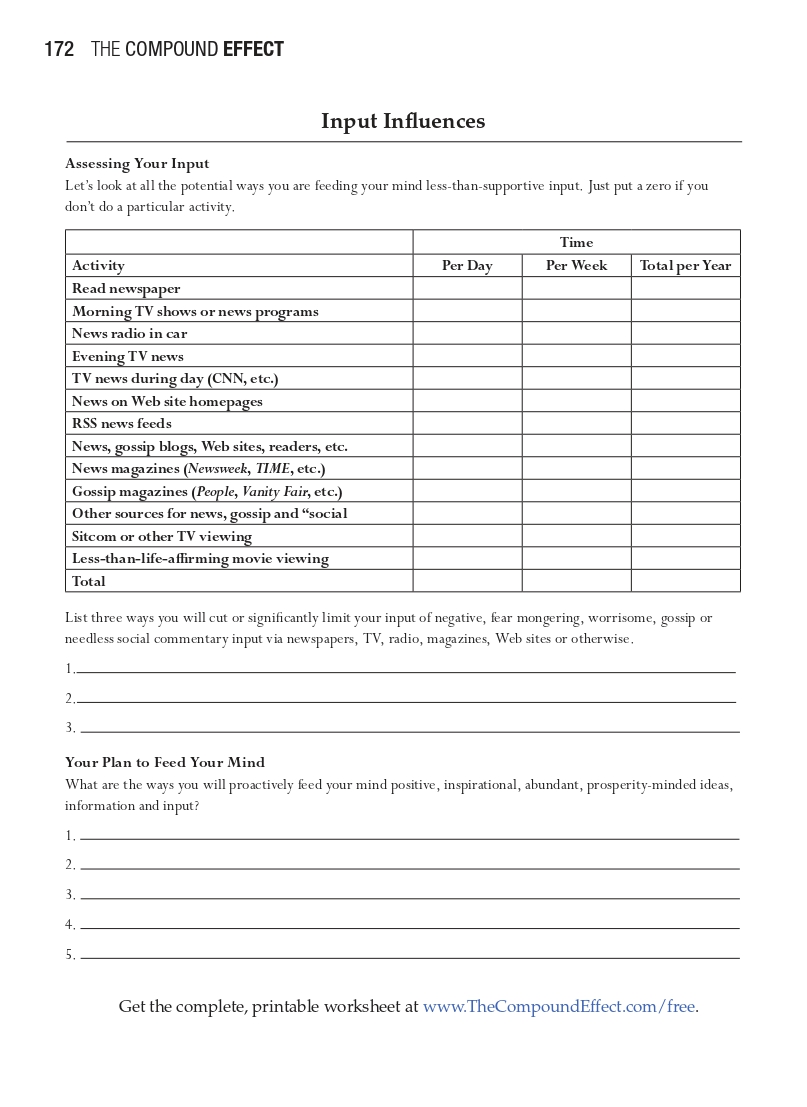 172 THE COMPOUND EFFECT
Input Influences
Assessing Your Input
Let's look at all the potential ways you are feeding your mind less-than-supportive input. Just put a zero if you
don't do a particular activity.
Time
Activity Per Day Per Week Total per Year
Read newspaper
Morning TV shows or news programs
News radio in car
Evening TV news
TV news during day (CNN, etc.)
News on Web site homepages
RSS news feeds
News, gossip blogs, Web sites, readers, etc.
News magazines (Newsweek, TIME, etc.)
Gossip magazines (People, Vanity Fair, etc.)
Other sources for news, gossip and “social
Sitcom or other TV viewing
Less-than-life-affirming movie viewing
Total
List three ways you will cut or significantly limit your input of negative, fear mongering, worrisome, gossip or
needless social commentary input via newspapers, TV, radio, magazines, Web sites or otherwise.
1.
2.
3.
Your Plan to Feed Your Mind
What are the ways you will proactively feed your mind positive, inspirational, abundant, prosperity-minded ideas,
information and input?
1.
2.
3.
4.
5.
Get the complete, printable worksheet at www.TheCompoundEffect.com/free.